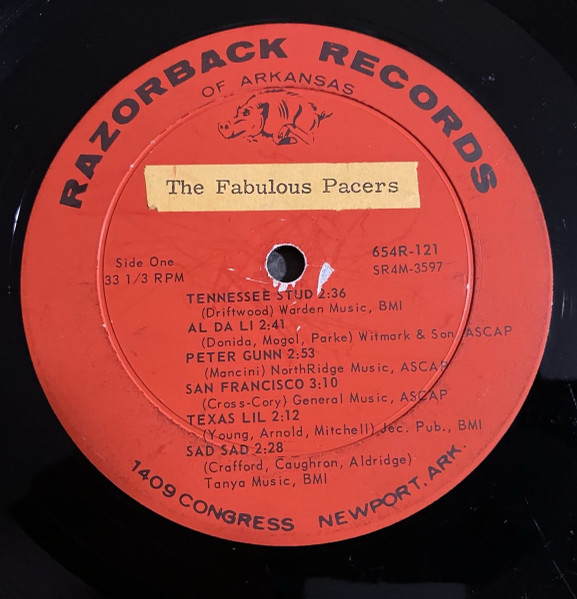 RAZORBACK RECORDS
OF ARKANSAS
The Fabulous Pacers
Side One
33 1/3 RPM
654R-121
SR4M-3597
TENNESSEE STUD 2:36
(Driftwood) Warden Music, BMI
AL DA LI 2:41
(Donida, Mogol, Parke) Witmark & Son, ASCAP
PETER GUNN 2:53
(Mancini) NorthRidge Music, ASCAP
SAN FRANCISCO 3:10
(Cross-Cory) General Music, ASCAP
TEXAS LIL 2:12
(Young, Arnold, Mitchell) Jec. Pub., BMI
SAD SAD 2:28
(Crafford, Caughron, Aldridge)
Tanya Music, BMI
1409 CONGRESS NEWPORT, ARK.